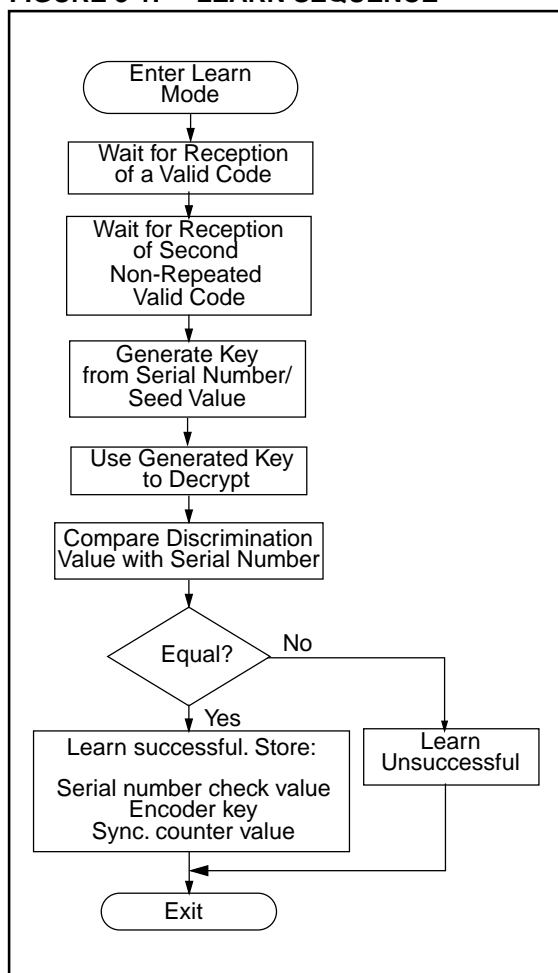 Enter Learn
Mode
Wait for Reception
of a Valid Code
Wait for Reception
of Second
Non-Repeated
Valid Code
Generate Key
from Serial Number/
Seed Value
Use Generated Key
to Decrypt
Compare Discrimination
Value with Serial Number
Equal?
No
Yes
Learn successful. Store:
Serial number check value
Encoder key
Sync. counter value
Learn
Unsuccessful
Exit